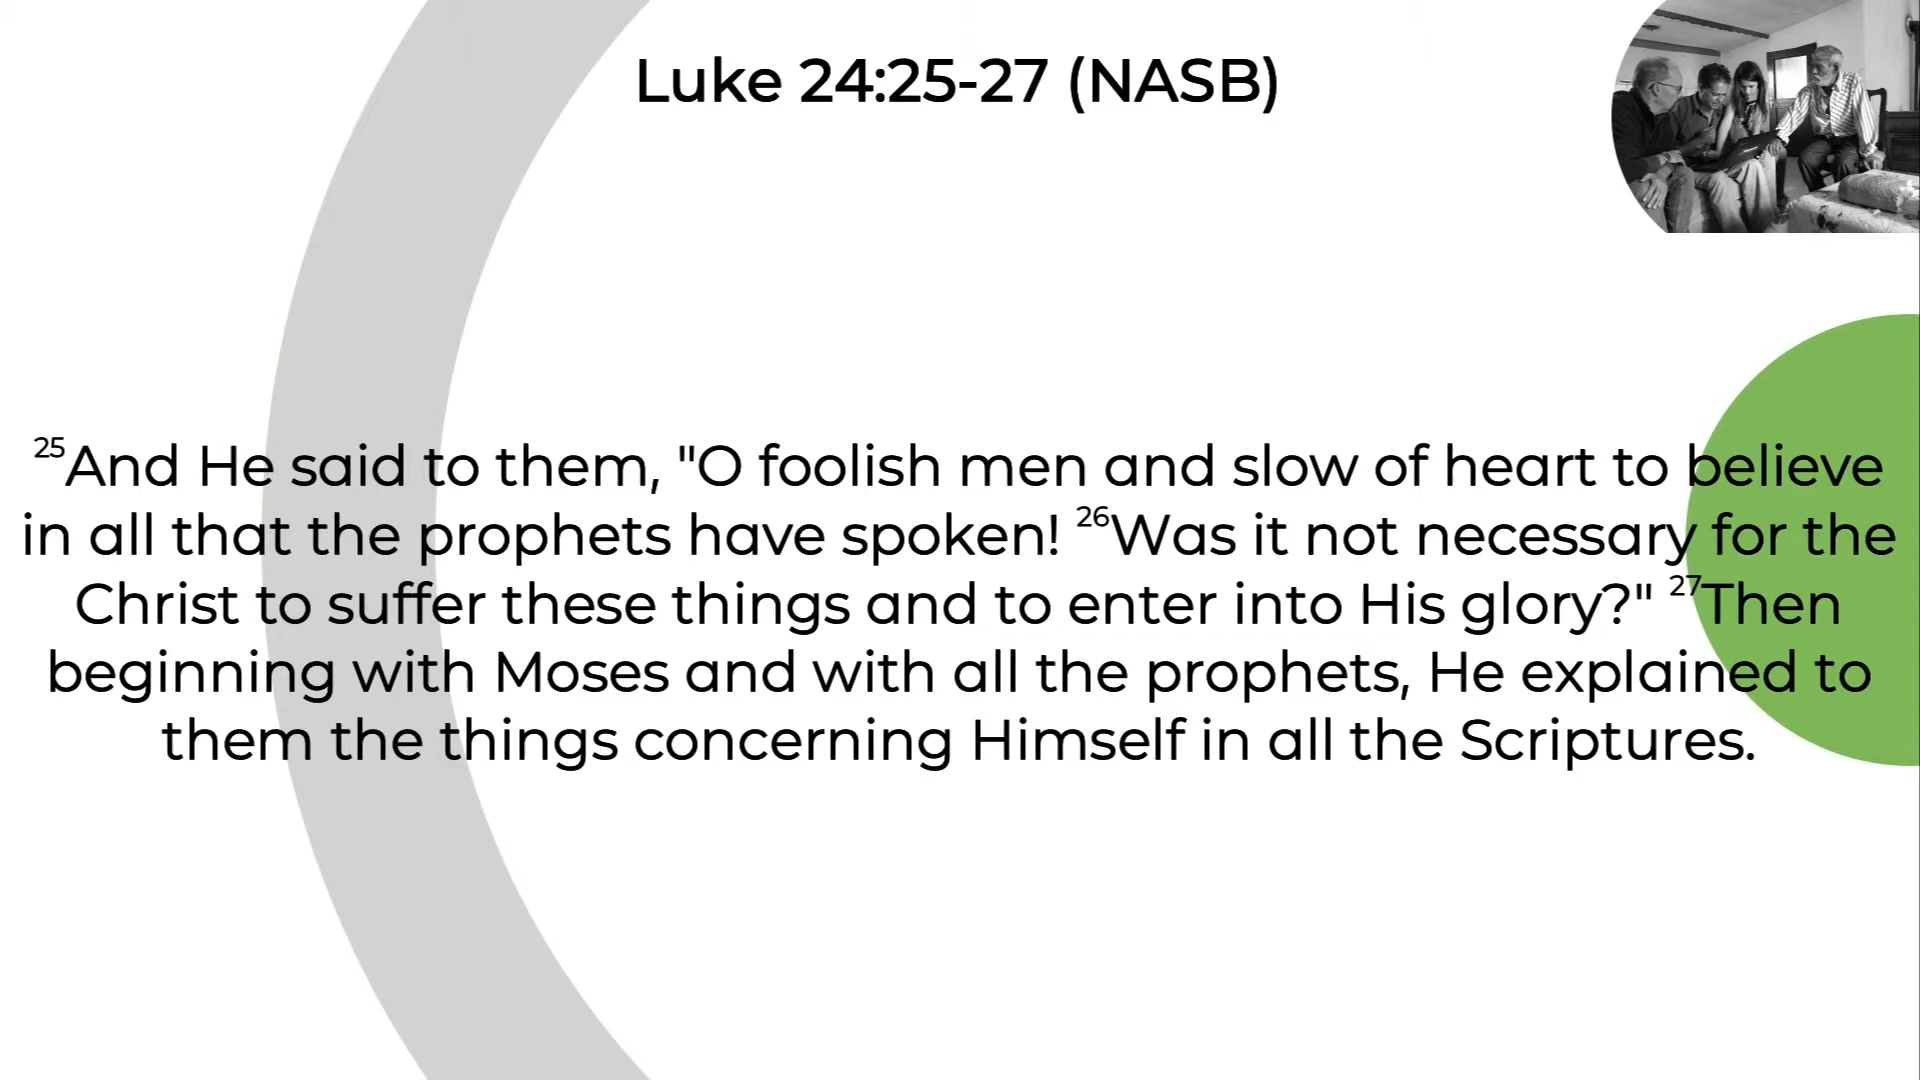 Luke 24:25-27 (NASB)
25And He said to them, "O foolish men and slow of heart to believe
in all that the prophets have spoken! 26Was it not necessary for the
Christ to suffer these things and to enter into His glory?" 27Then
beginning with Moses and with all the prophets, He explained to
them the things concerning Himself in all the Scriptures.